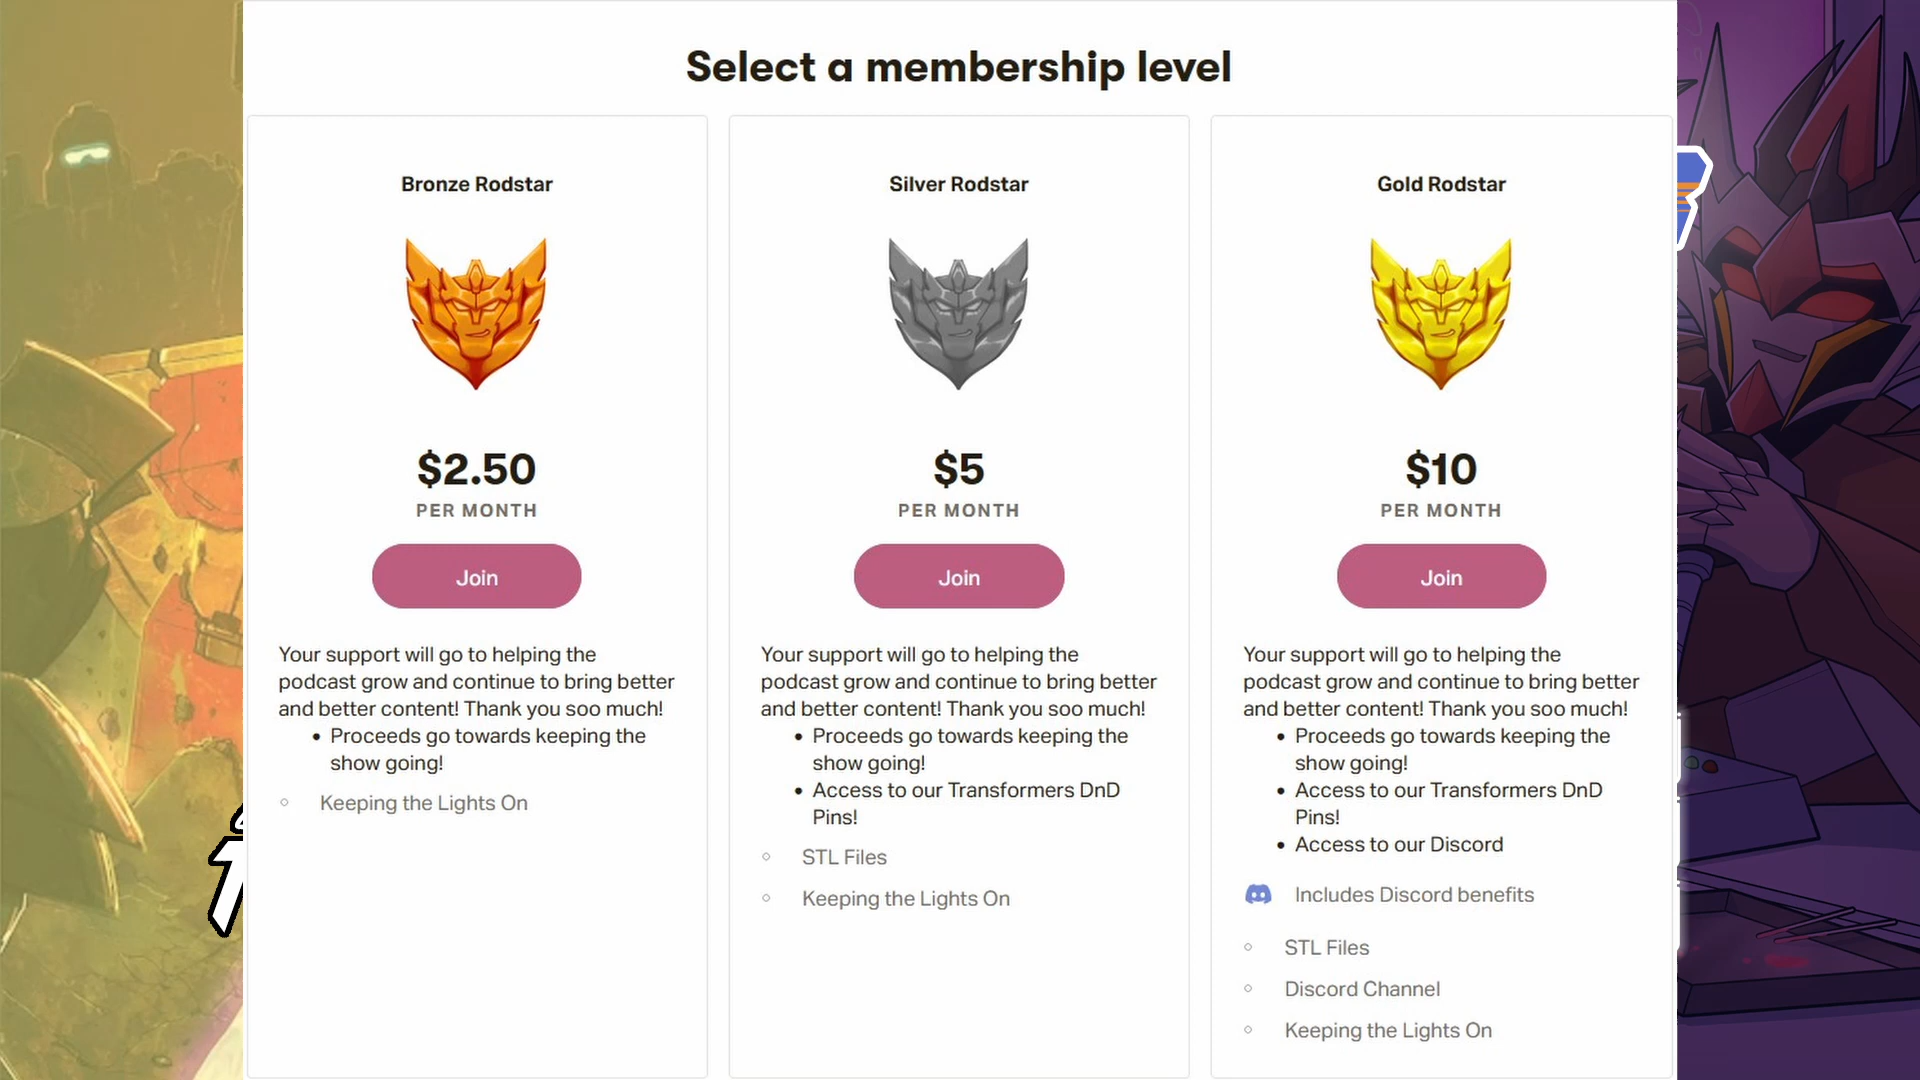 Select a membership level
Bronze Rodstar
$2.50
PER MONTH
Join
Your support will go to helping the
podcast grow and continue to bring better
and better content! Thank you soo much!
• Proceeds go towards keeping the
show going!
Keeping the Lights On
Silver Rodstar
$5
PER MONTH
Join
Your support will go to helping the
podcast grow and continue to bring better
and better content! Thank you soo much!
• Proceeds go towards keeping the
show going!
• Access to our Transformers DnD
Pins!
STL Files
Keeping the Lights On
Gold Rodstar
$10
PER MONTH
Join
Your support will go to helping the
podcast grow and continue to bring better
and better content! Thank you soo much!
• Proceeds go towards keeping the
show going!
• Access to our Transformers DnD
Pins!
• Access to our Discord
Includes Discord benefits
STL Files
Discord Channel
Keeping the Lights On